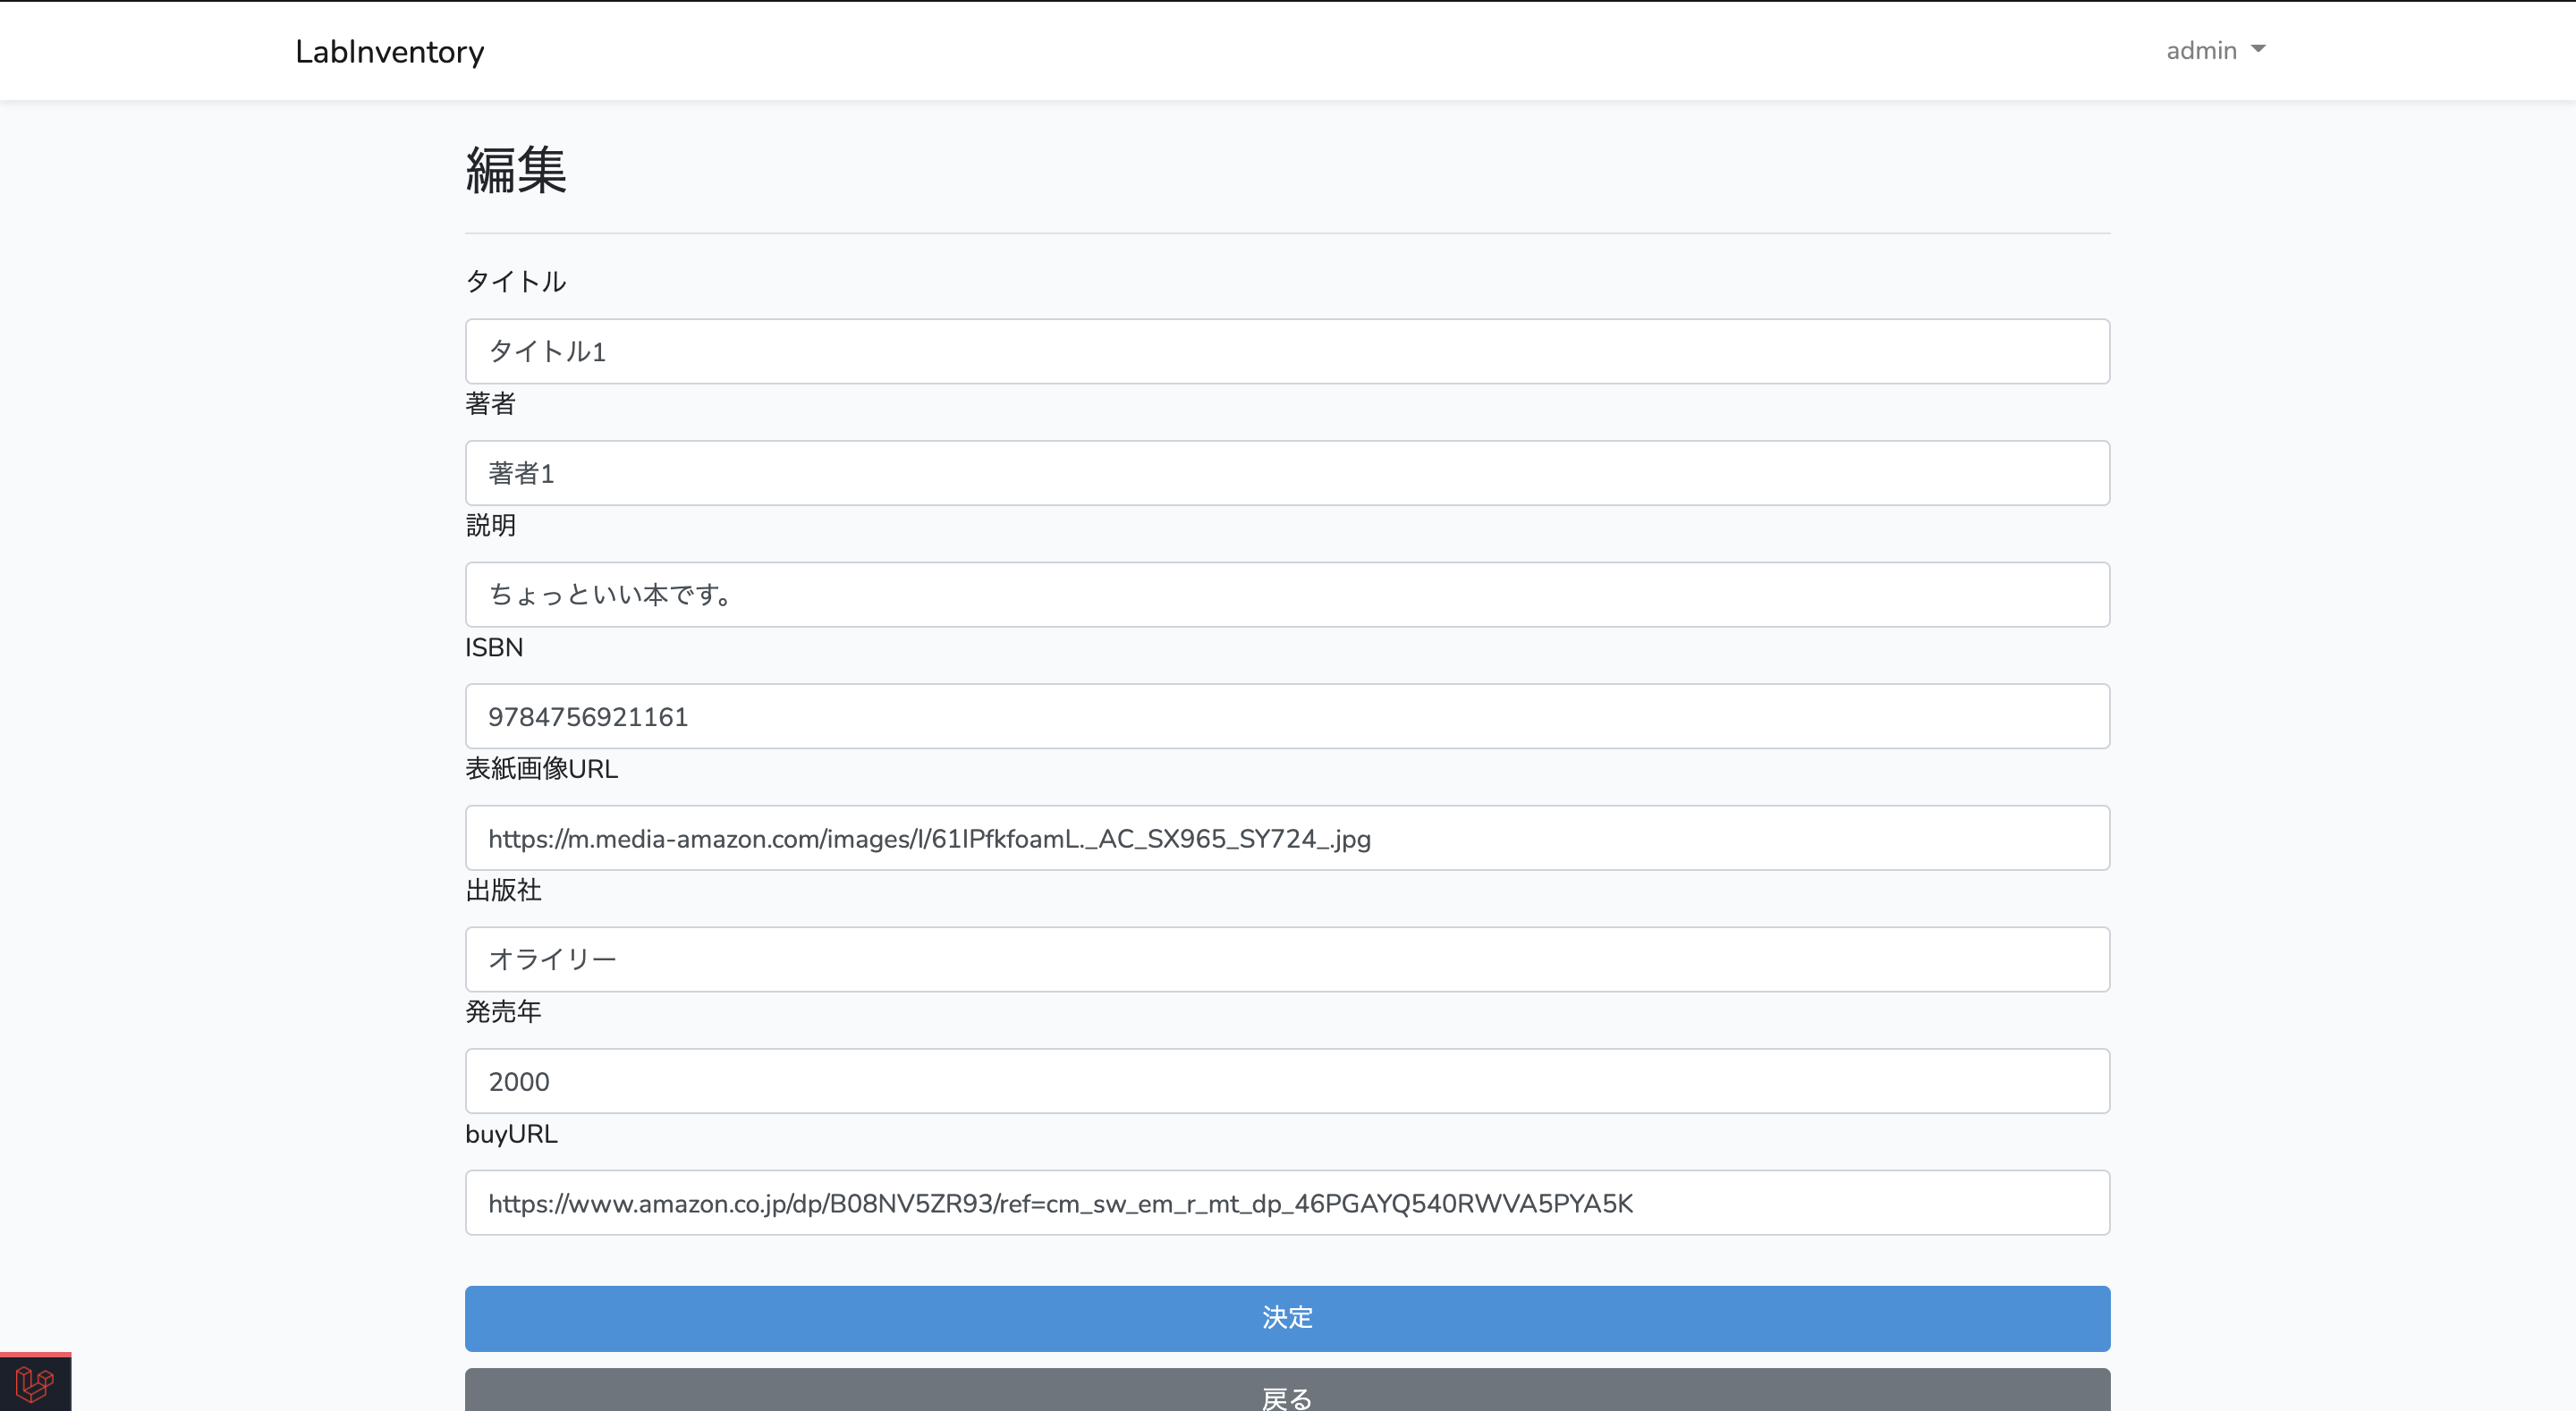 LabInventory
admin
編集
タイトル
タイトル1
著者
著者1
説明
ちょっといい本です。
ISBN
9784756921161
表紙画像URL
https://m.media-amazon.com/images/I/61IPfkfoamL._AC_SX965_SY724_.jpg
出版社
オライリー
発売年
2000
buyURL
https://www.amazon.co.jp/dp/B08NV5ZR93/ref=cm_sw_em_r_mt_dp_46PGAYQ540RWVA5PYA5K
決定
戻る